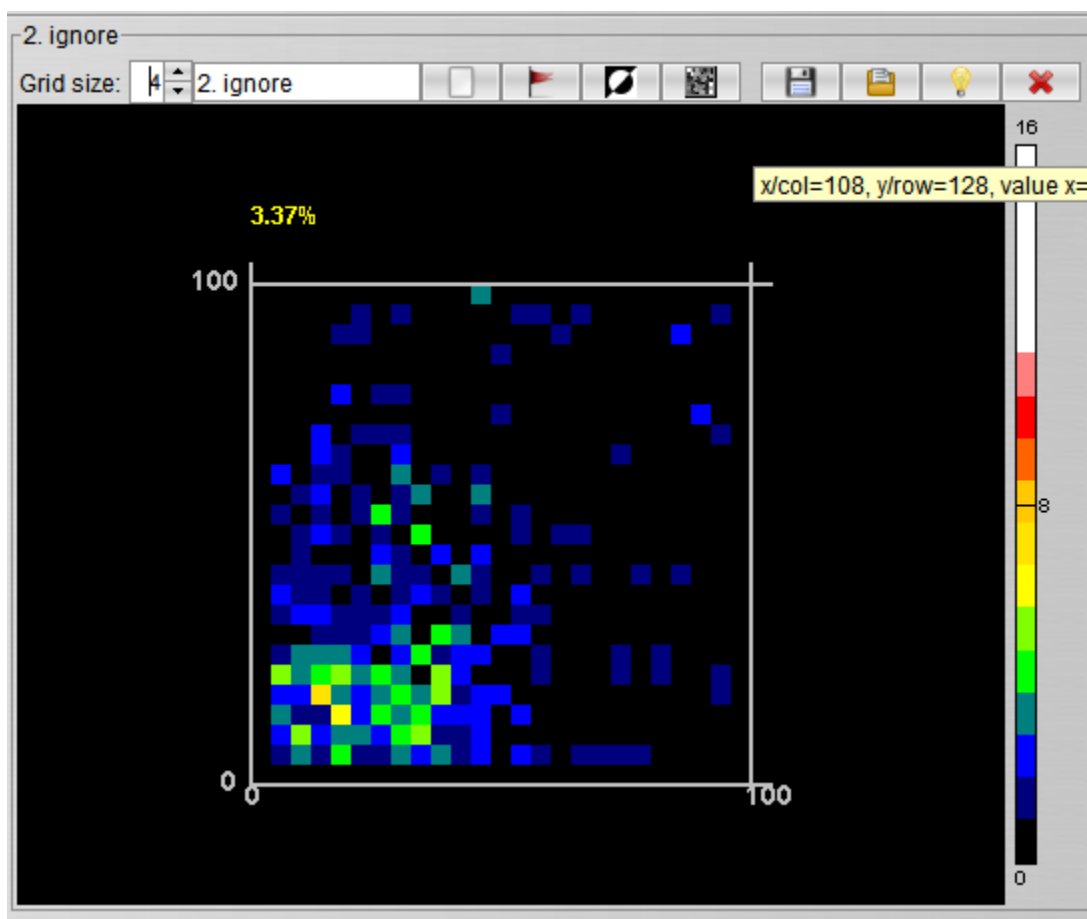 2. ignore
Grid size: 4 2. ignore
16
x/col=108, y/row=128, value x=
3.37%
100
8
0
0 100
0